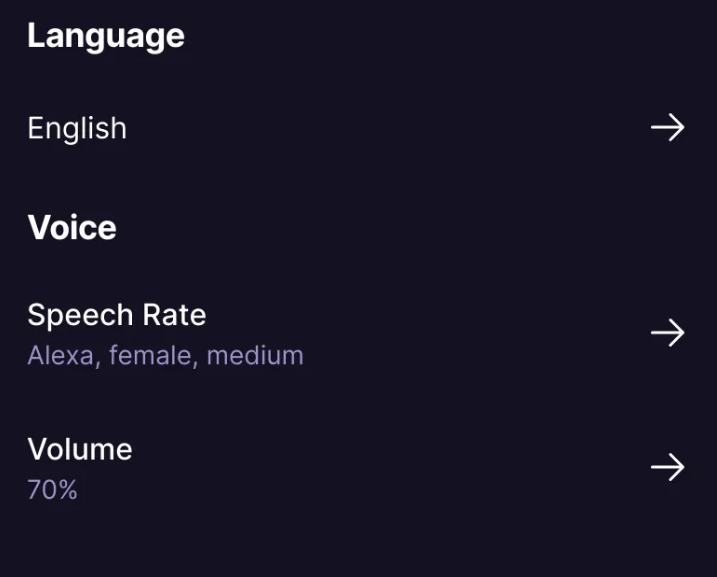 Language
English
Voice
Speech Rate
Alexa, female, medium
Volume
70%